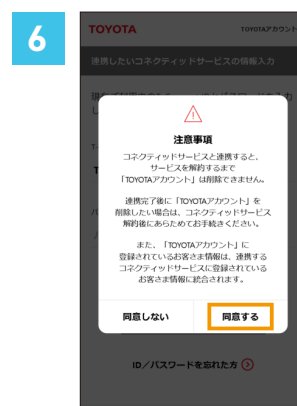 6
TOYOTA
TOYOTAアカウント
連携したいコネクティッドサービスの情報入力
注意事項
コネクティッドサービスと連携すると、
サービスを解約するまで
「TOYOTAアカウント」は削除できません。
連携完了後に「TOYOTAアカウント」を
削除したい場合は、コネクティッドサービス
解約後にあらためてお手続きください。
また、「TOYOTAアカウント」に
登録されているお客さま情報は、連携する
コネクティッドサービスに登録されている
お客さま情報に統合されます。
同意しない
同意する
ID／パスワードを忘れた方